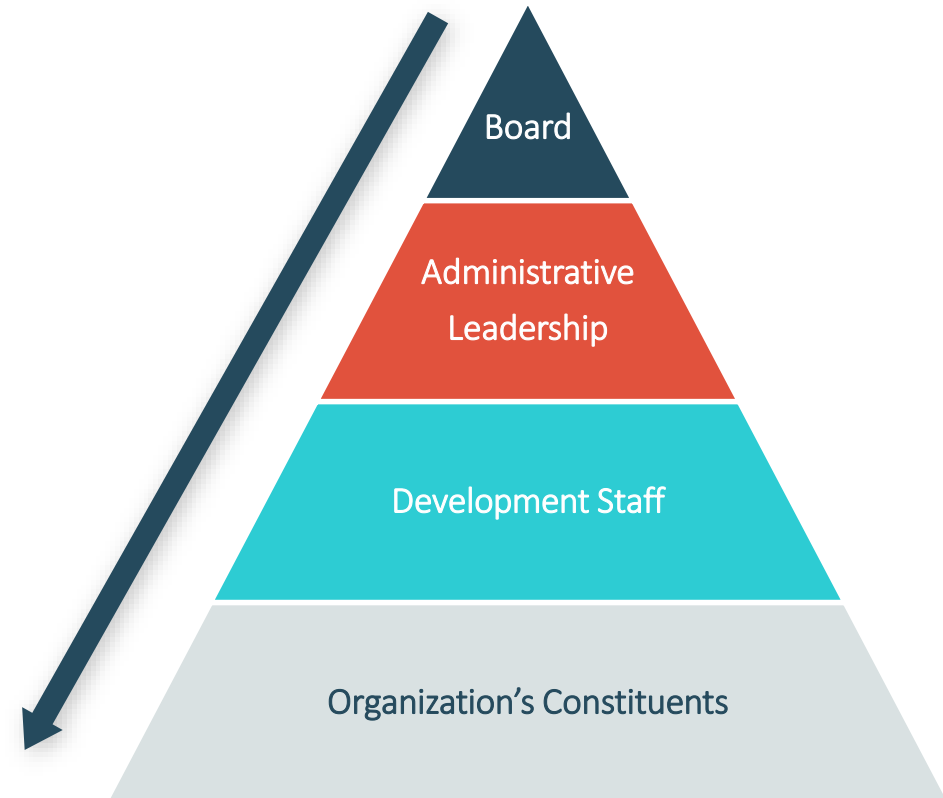 Board
Administrative
Leadership
Development Staff
Organization’s Constituents